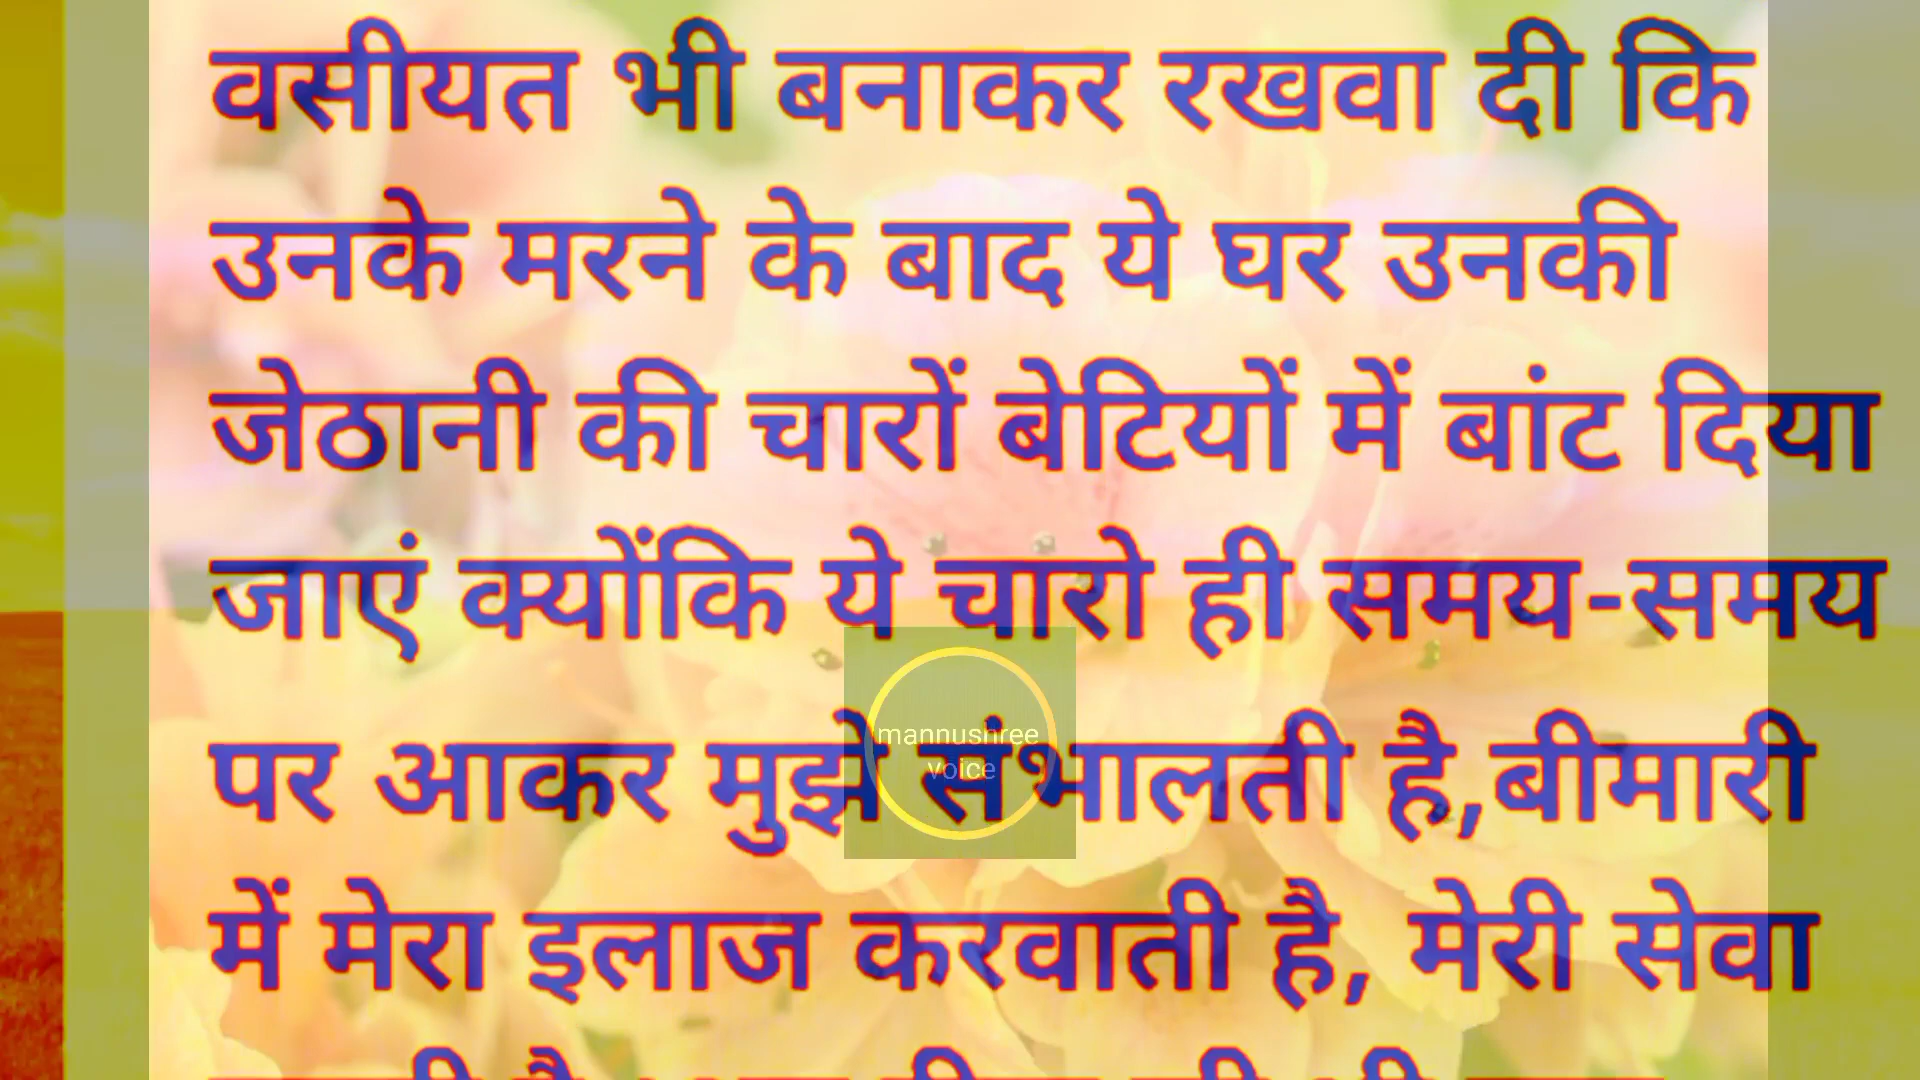 वसीयत भी बनाकर रखवा दी कि
उनके मरने के बाद ये घर उनकी
जेठानी की चारों बेटियों में बांट दिया
जाएं क्योंकि ये चारो ही समय-समय
पर आकर मुझे संभालती है,बीमारी
में मेरा इलाज करवाती है, मेरी सेवा
mannushree
voice